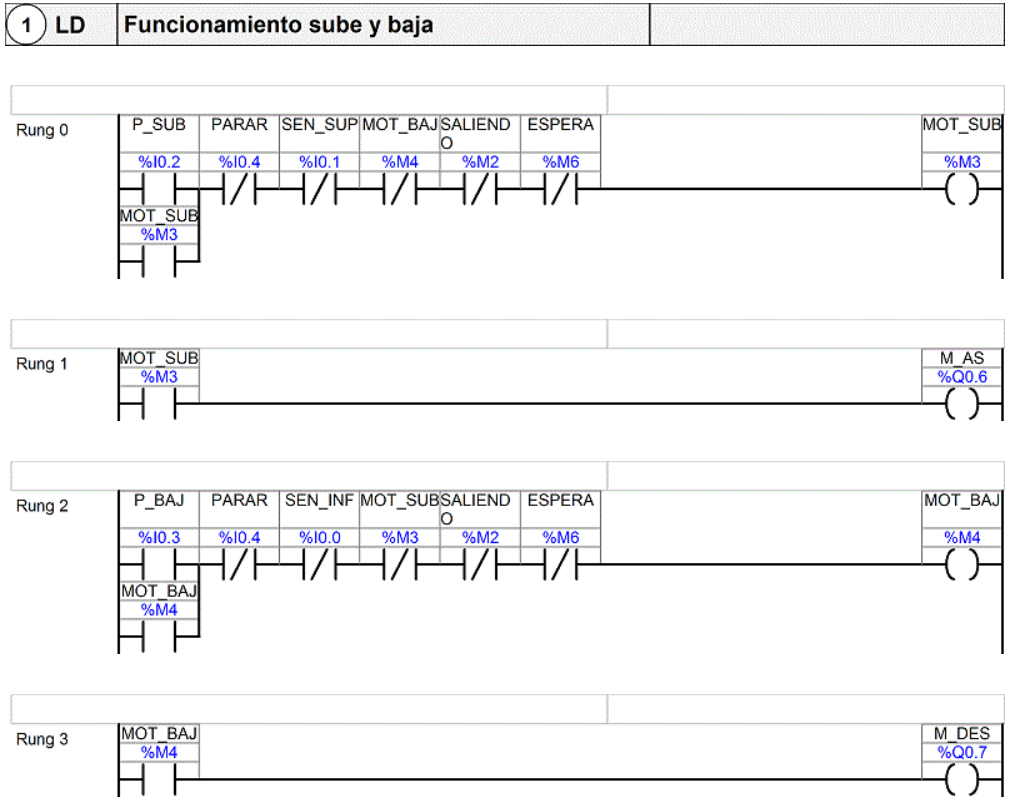 1 LD Funcionamiento sube y baja
Rung 0
P_SUB PARAR SEN_SUP MOT_BAJ SALIENDO ESPERA MOT_SUB
%I0.2 %I0.4 %I0.1 %M4 %M2 %M6 %M3
MOT_SUB
%M3
Rung 1
MOT_SUB M_AS
%M3 %Q0.6
Rung 2
P_BAJ PARAR SEN_INF MOT_SUB SALIENDO ESPERA MOT_BAJ
%I0.3 %I0.4 %I0.0 %M3 %M2 %M6 %M4
MOT_BAJ
%M4
Rung 3
MOT_BAJ M_DES
%M4 %Q0.7